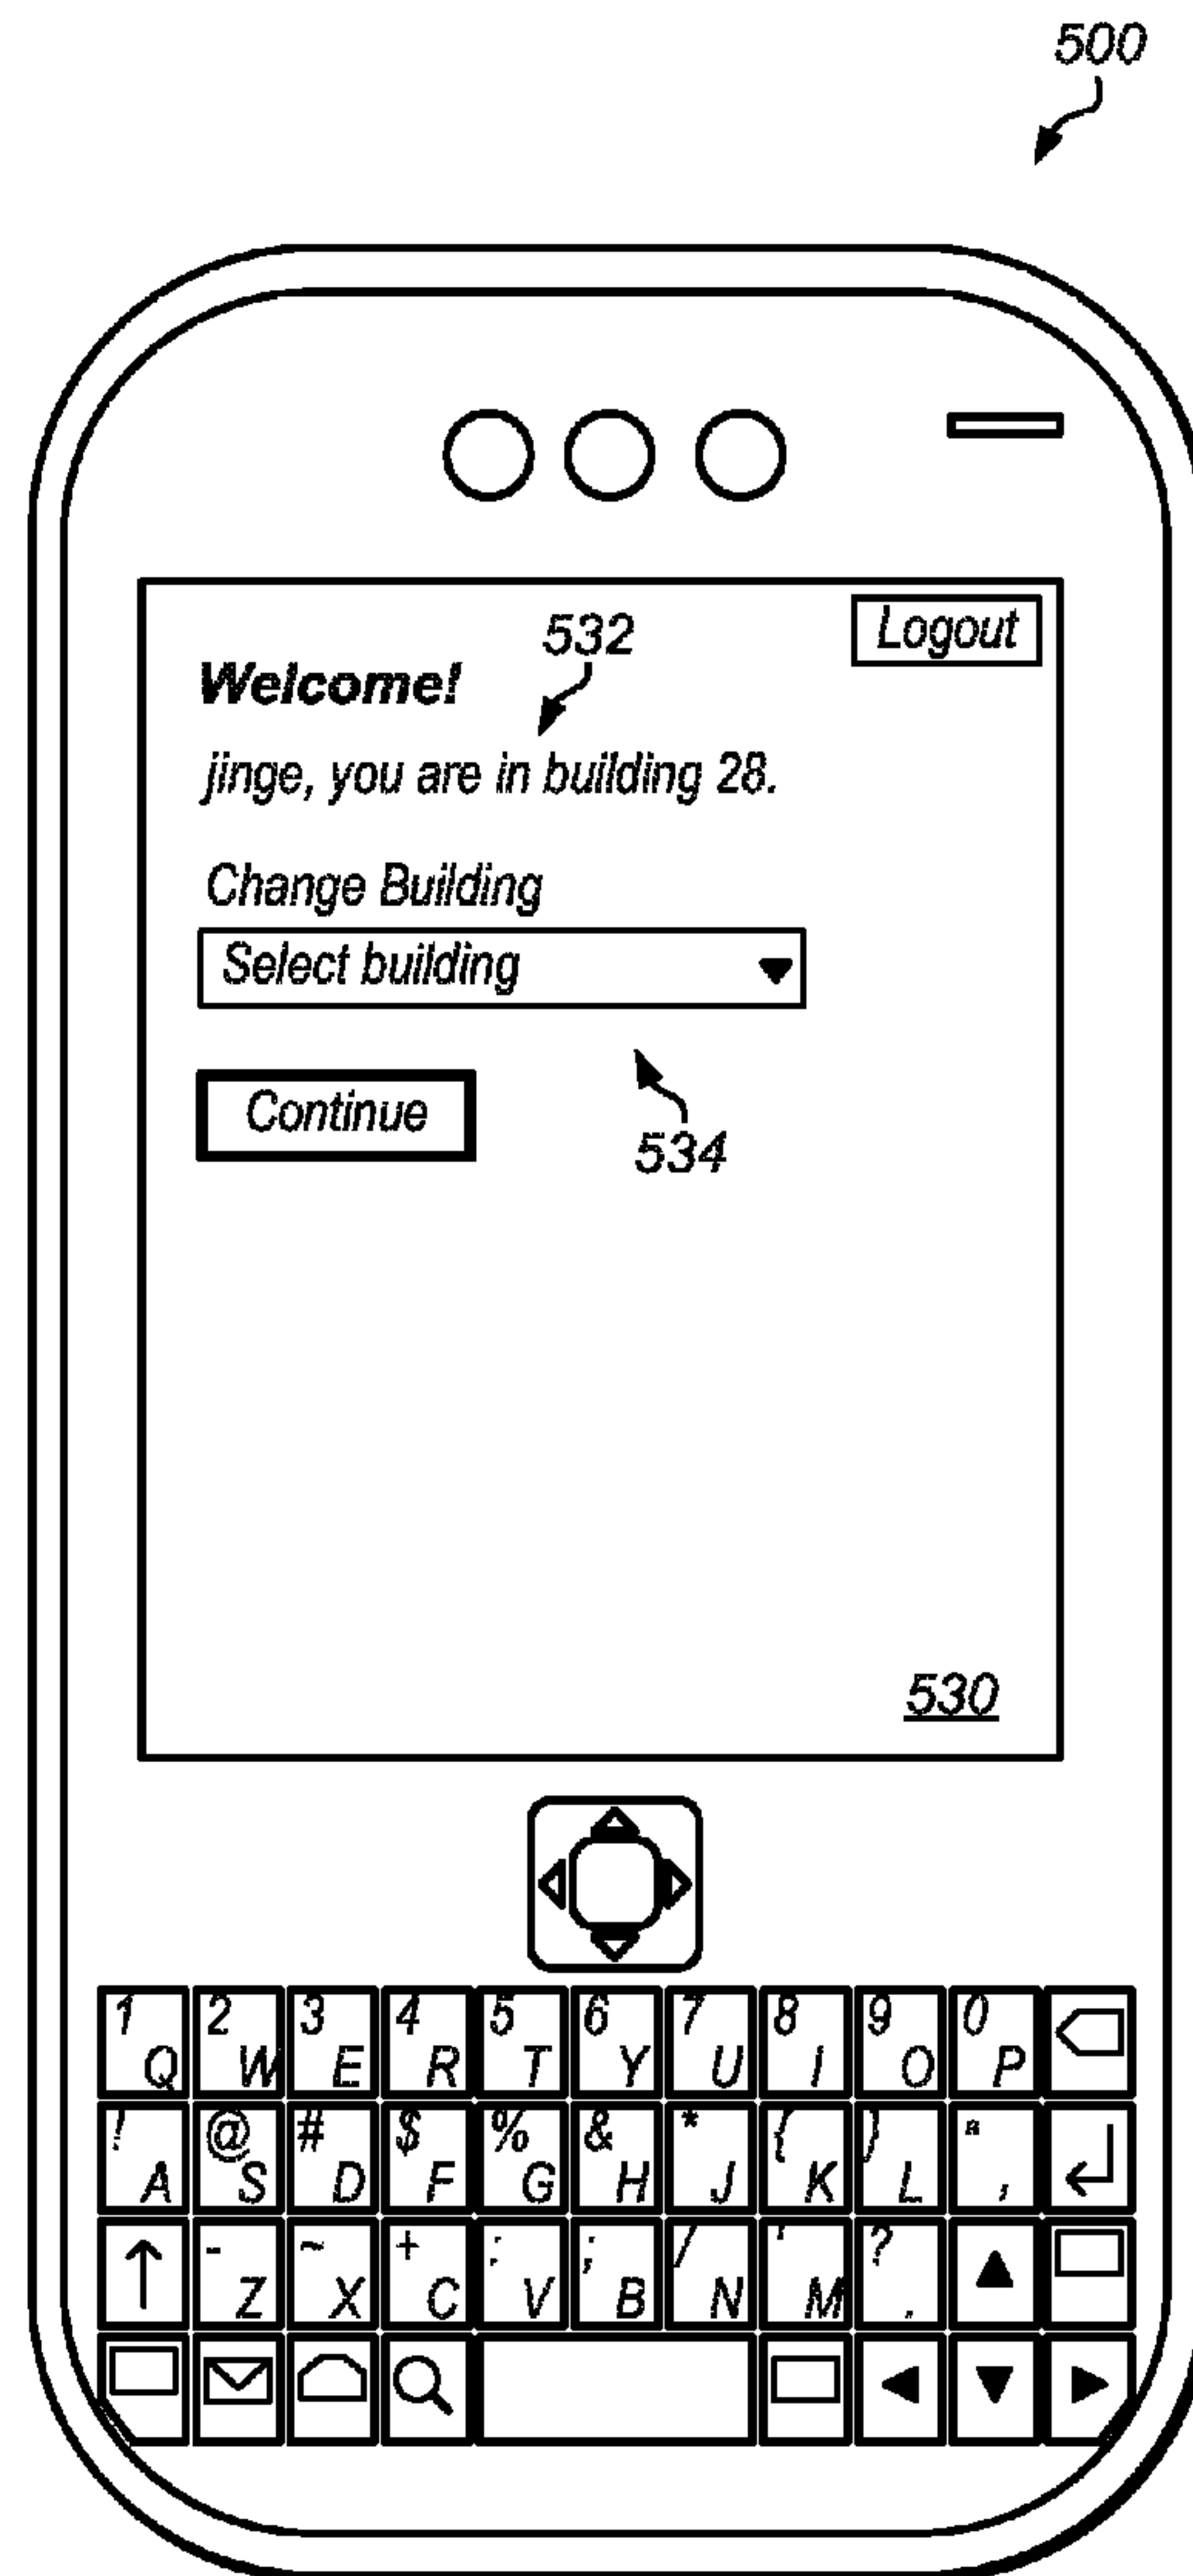 500
Logout
532
Welcome!
jinge, you are in building 28.
Change Building
Select building
Continue
534
530
1 2 3 4 5 6 7 8 9 0
Q W E R T Y U I O P
! @ # $ % & * { } "
A S D F G H J K L ,
- ~ + : ; / ' ?
Z X C V B N M .